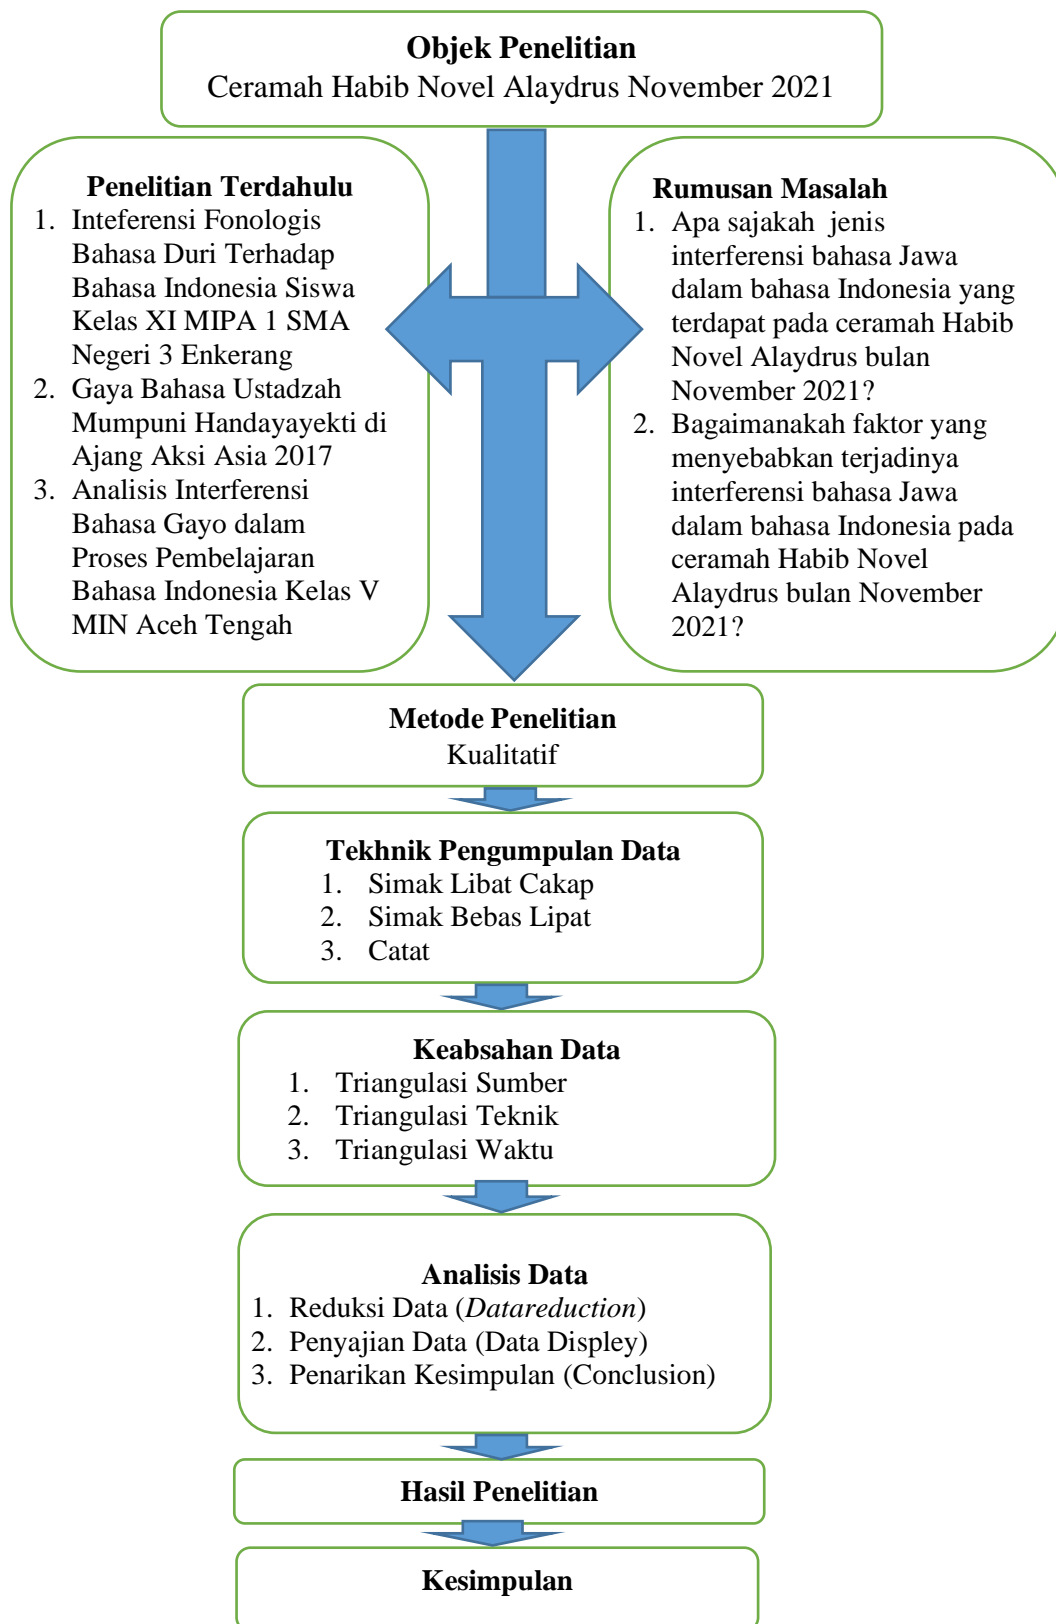 Objek Penelitian
Ceramah Habib Novel Alaydrus November 2021
Penelitian Terdahulu
1. Inteferensi Fonologis
Bahasa Duri Terhadap
Bahasa Indonesia Siswa
Kelas XI MIPA 1 SMA
Negeri 3 Enkerang
2. Gaya Bahasa Ustadzah
Mumpuni Handayayekti di
Ajang Aksi Asia 2017
3. Analisis Interferensi
Bahasa Gayo dalam
Proses Pembelajaran
Bahasa Indonesia Kelas V
MIN Aceh Tengah
Rumusan Masalah
1. Apa sajakah jenis
interferensi bahasa Jawa
dalam bahasa Indonesia yang
terdapat pada ceramah Habib
Novel Alaydrus bulan
November 2021?
2. Bagaimanakah faktor yang
menyebabkan terjadinya
interferensi bahasa Jawa
dalam bahasa Indonesia pada
ceramah Habib Novel
Alaydrus bulan November
2021?
Metode Penelitian
Kualitatif
Tekhnik Pengumpulan Data
1. Simak Libat Cakap
2. Simak Bebas Lipat
3. Catat
Keabsahan Data
1. Triangulasi Sumber
2. Triangulasi Teknik
3. Triangulasi Waktu
Analisis Data
1. Reduksi Data (Datareduction)
2. Penyajian Data (Data Displey)
3. Penarikan Kesimpulan (Conclusion)
Hasil Penelitian
Kesimpulan